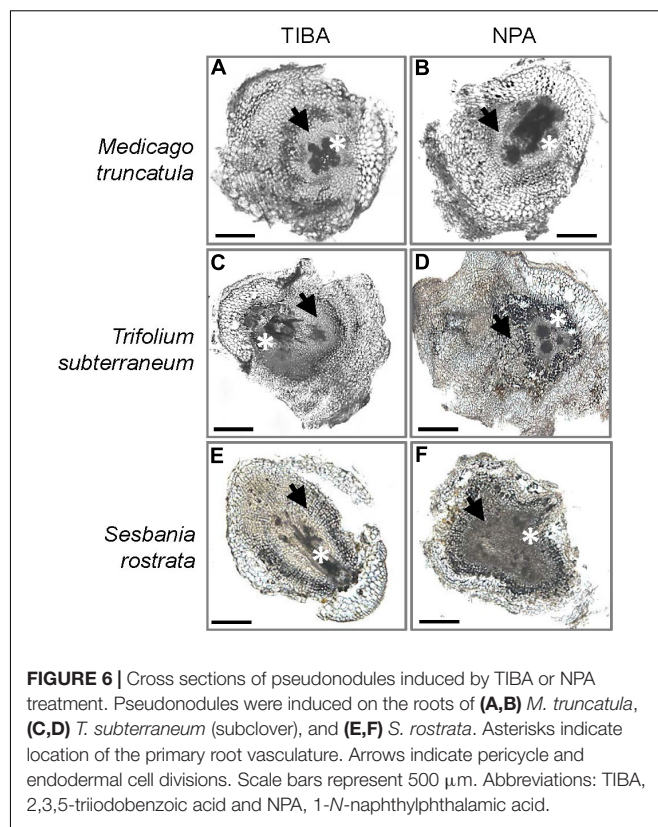 TIBA NPA
A B
Medicago
truncatula
C D
Trifolium
subterraneum
E F
Sesbania
rostrata
FIGURE 6 | Cross sections of pseudonodules induced by TIBA or NPA
treatment. Pseudonodules were induced on the roots of (A,B) M. truncatula,
(C,D) T. subterraneum (subclover), and (E,F) S. rostrata. Asterisks indicate
location of the primary root vasculature. Arrows indicate pericycle and
endodermal cell divisions. Scale bars represent 500 μm. Abbreviations: TIBA,
2,3,5-triiodobenzoic acid and NPA, 1-N-naphthylphthalamic acid.